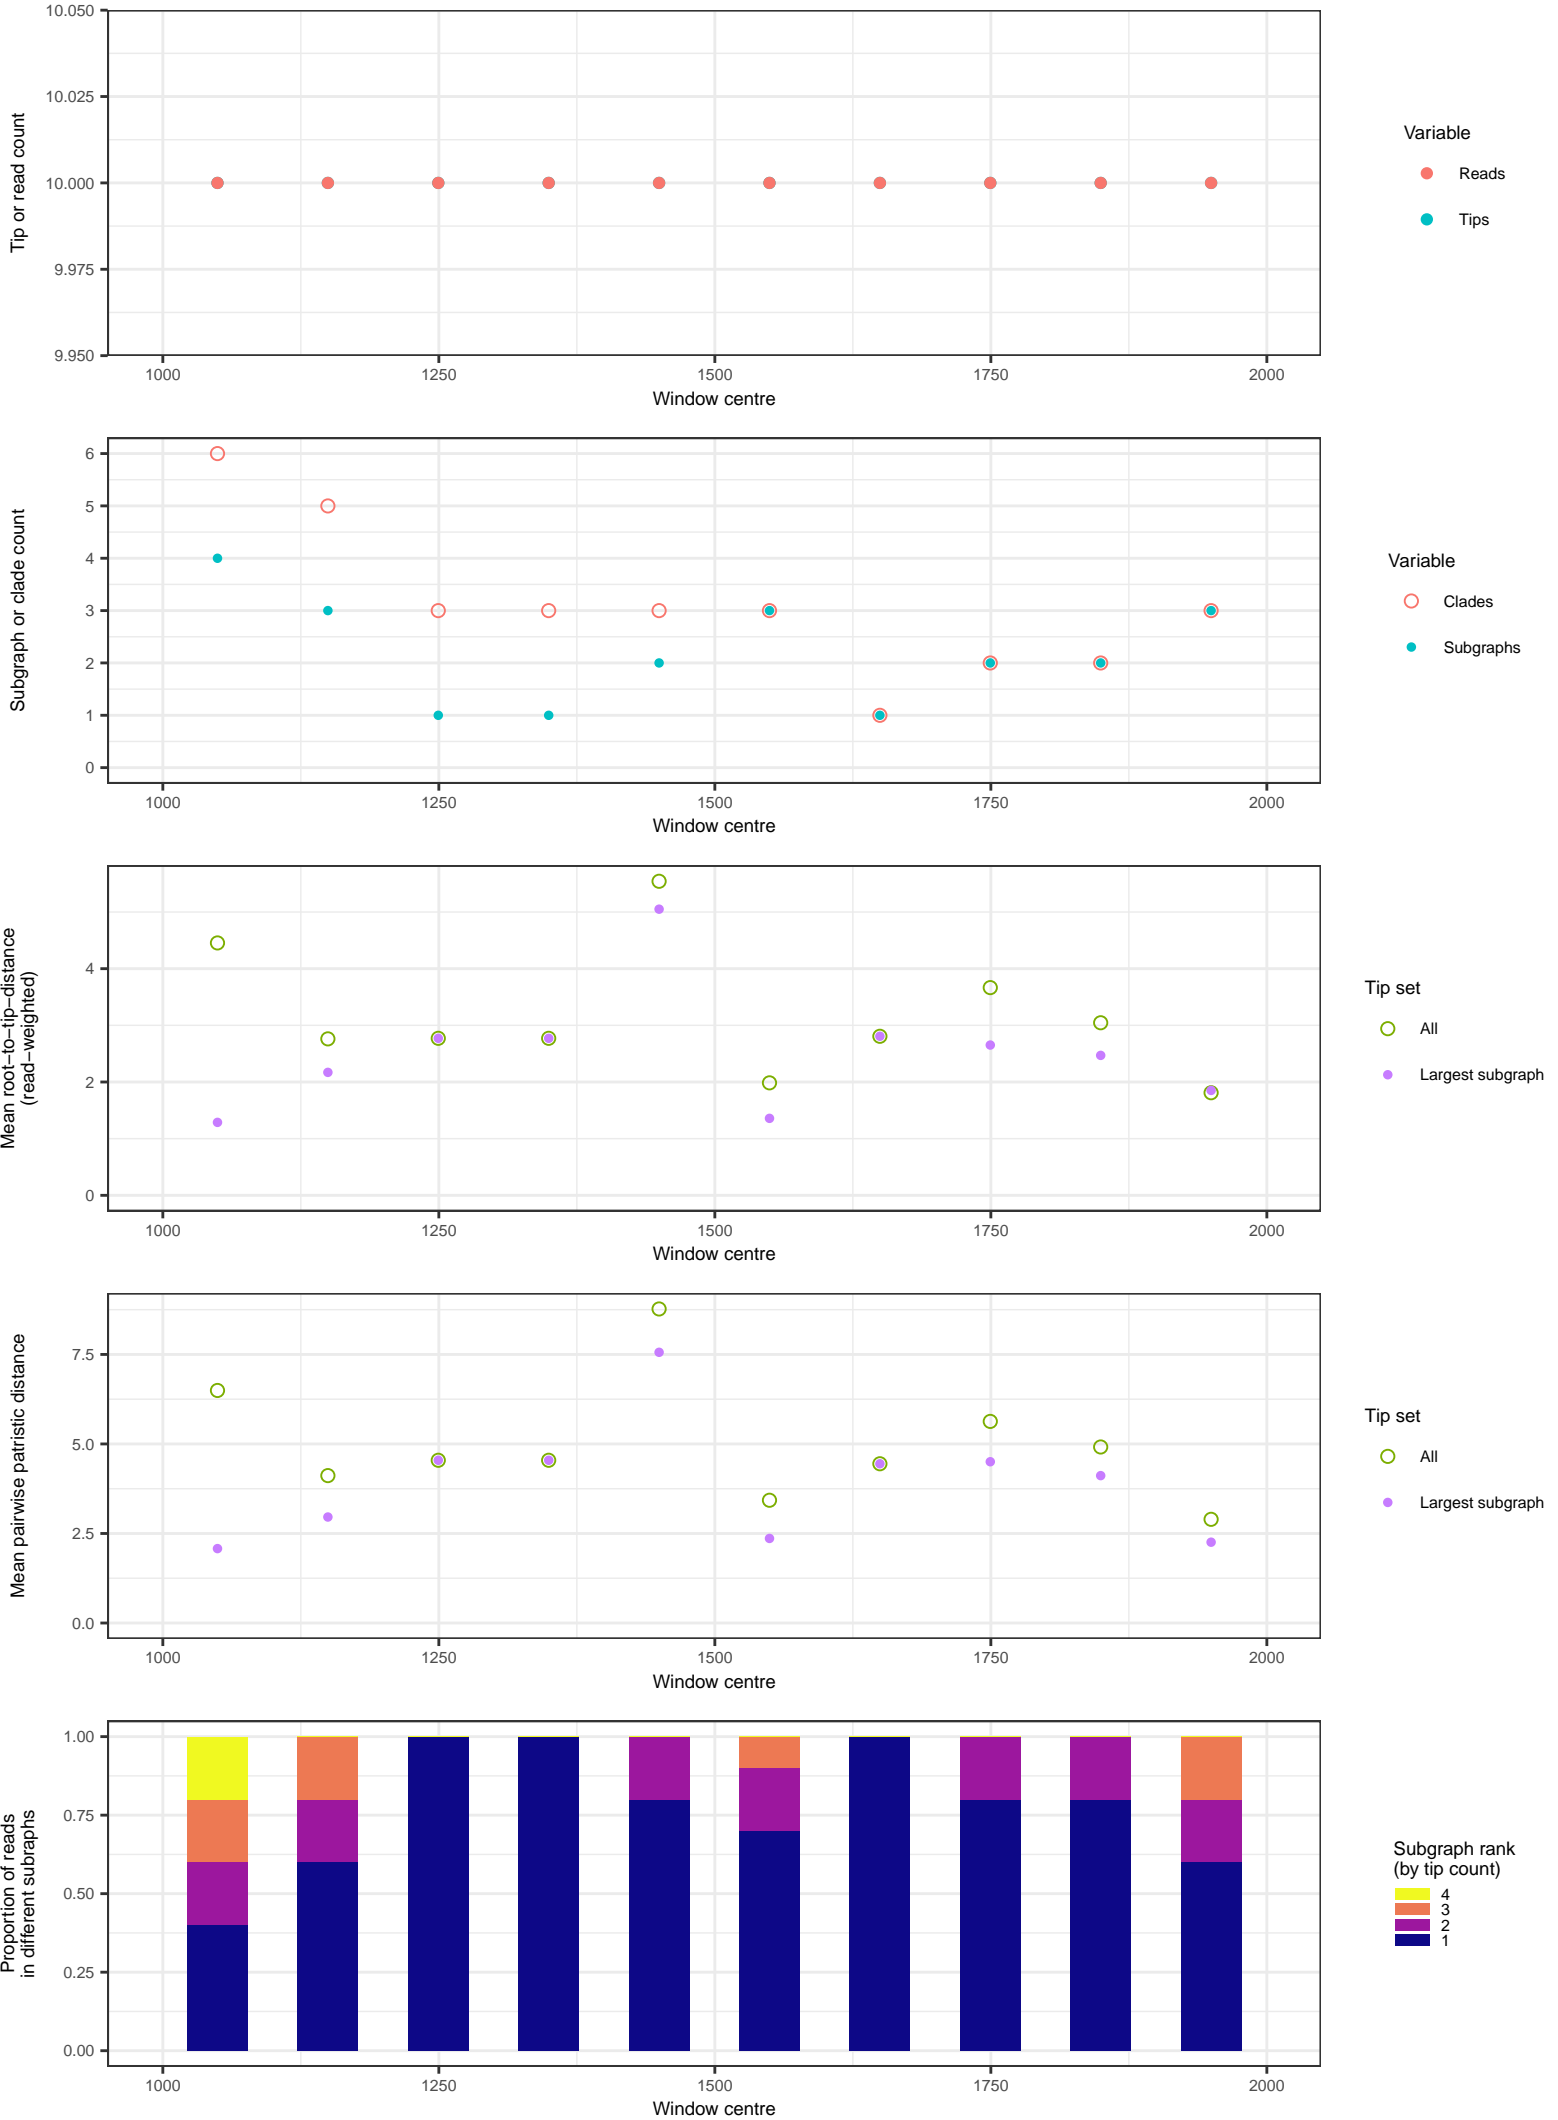 10.050
10.025
10.000
9.975
9.950
Tip or read count
1000 1250 1500 1750 2000
Window centre
Variable
Reads
Tips
6
5
4
3
2
1
0
Subgraph or clade count
1000 1250 1500 1750 2000
Window centre
Variable
Clades
Subgraphs
4
2
0
Mean root−to−tip−distance
(read−weighted)
1000 1250 1500 1750 2000
Window centre
Tip set
All
Largest subgraph
7.5
5.0
2.5
0.0
Mean pairwise patristic distance
1000 1250 1500 1750 2000
Window centre
Tip set
All
Largest subgraph
1.00
0.75
0.50
0.25
0.00
Proportion of reads
in different subraphs
1000 1250 1500 1750 2000
Window centre
Subgraph rank
(by tip count)
4
3
2
1